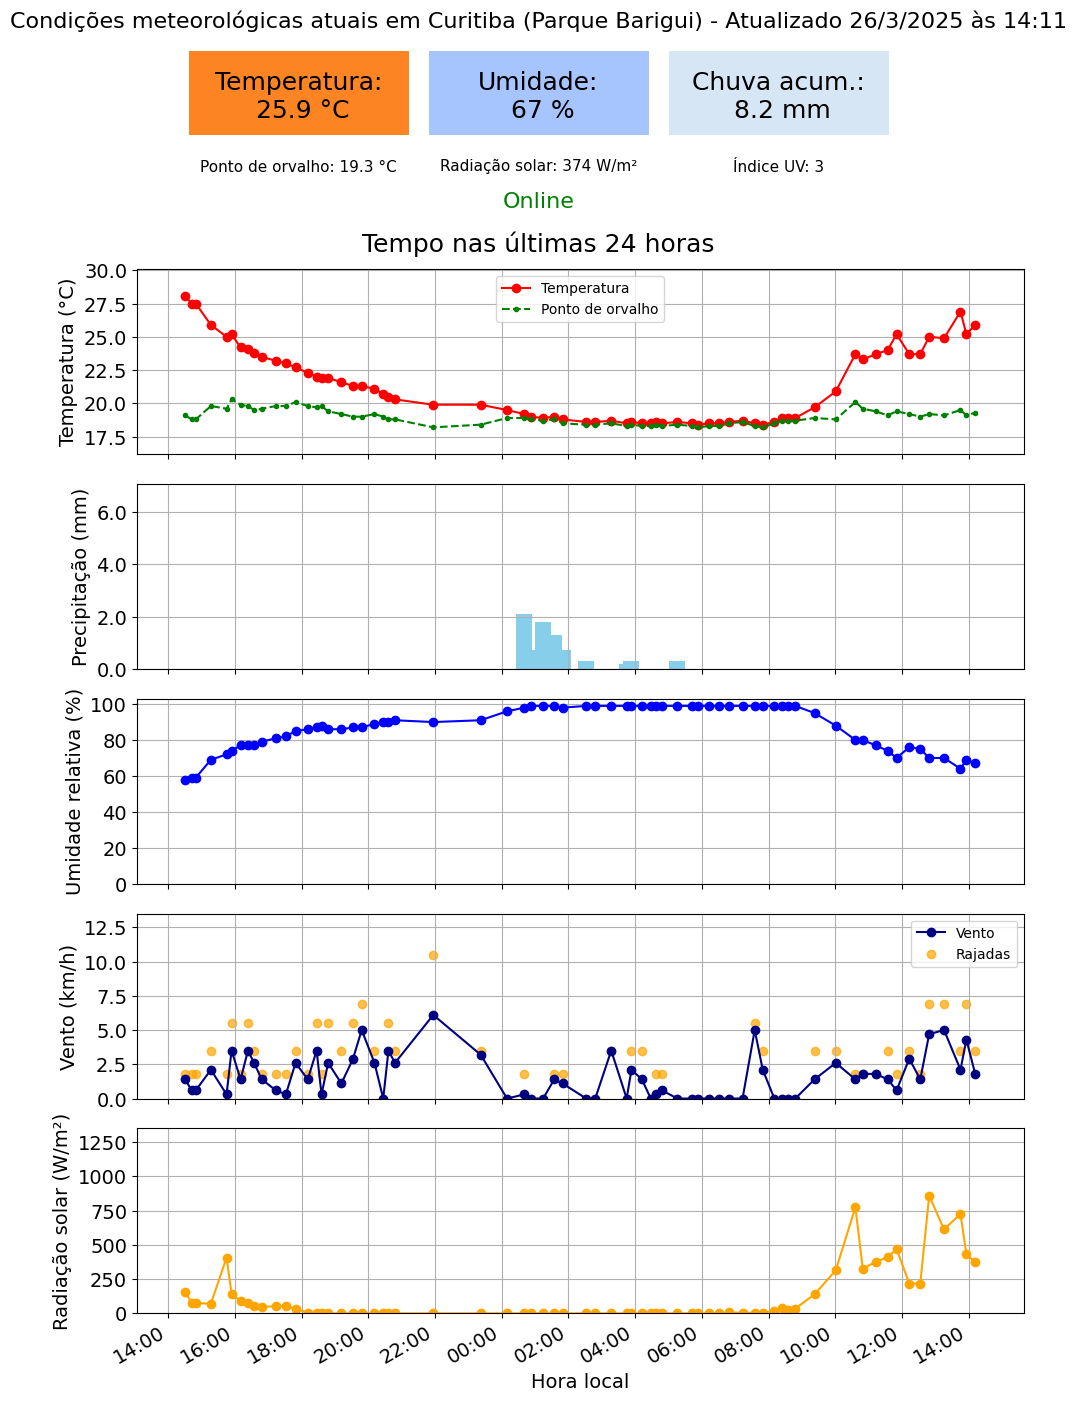 Condições meteorológicas atuais em Curitiba (Parque Barigui) - Atualizado 26/3/2025 às 14:11
Temperatura:
25.9 °C
Umidade:
67 %
Chuva acum.:
8.2 mm
Ponto de orvalho: 19.3 °C
Radiação solar: 374 W/m²
Índice UV: 3
Online
Tempo nas últimas 24 horas
Temperatura (°C)
30.0
27.5
25.0
22.5
20.0
17.5
Temperatura
Ponto de orvalho
Precipitação (mm)
6.0
4.0
2.0
0.0
Umidade relativa (%)
100
80
60
40
20
0
Vento (km/h)
12.5
10.0
7.5
5.0
2.5
0.0
Vento
Rajadas
Radiação solar (W/m²)
1250
1000
750
500
250
0
14:00
16:00
18:00
20:00
22:00
00:00
02:00
04:00
06:00
08:00
10:00
12:00
14:00
Hora local